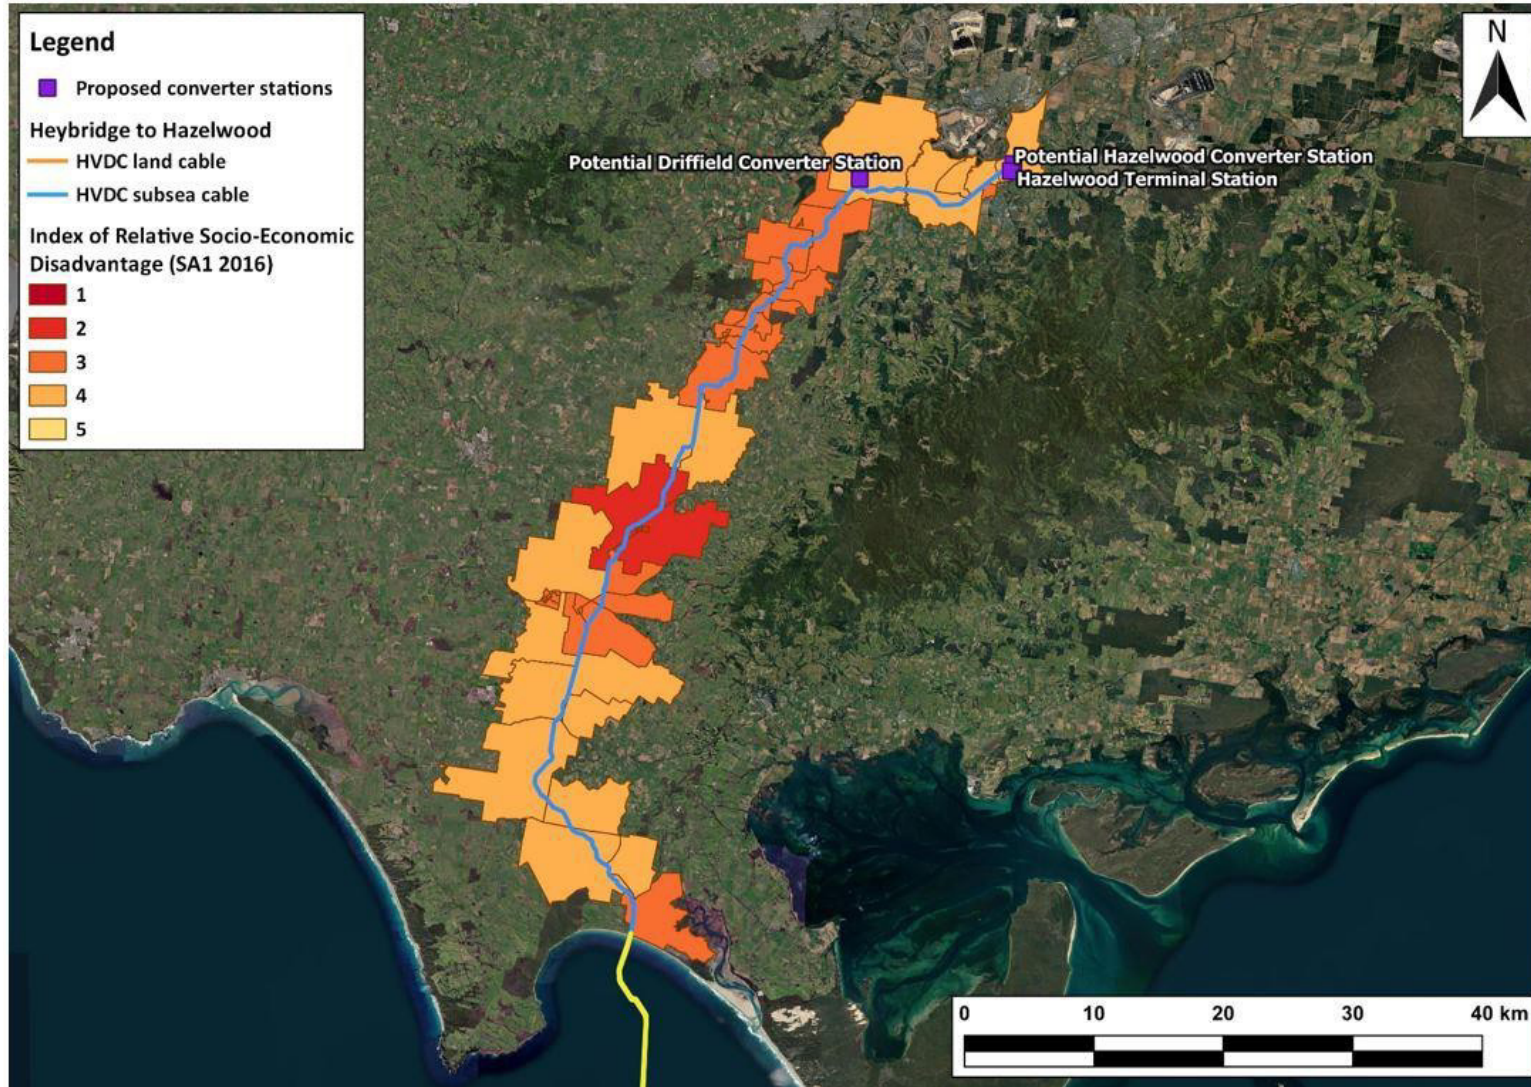 Legend
Proposed converter stations
Heybridge to Hazelwood
HVDC land cable
HVDC subsea cable
Index of Relative Socio-Economic
Disadvantage (SA1 2016)
1
2
3
4
5
N
Potential Driffield Converter Station
Potential Hazelwood Converter Station
Hazelwood Terminal Station
0 10 20 30 40 km